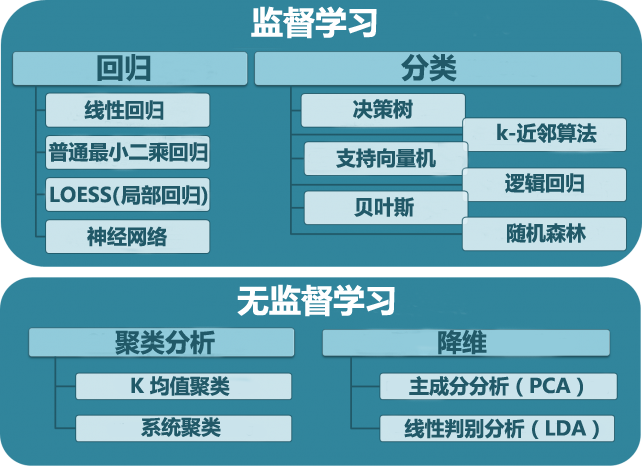 监督学习
回归
线性回归
普通最小二乘回归
LOESS(局部回归)
神经网络
分类
决策树
k-近邻算法
支持向量机
逻辑回归
贝叶斯
随机森林
无监督学习
聚类分析
K 均值聚类
系统聚类
降维
主成分分析（PCA）
线性判别分析（LDA）